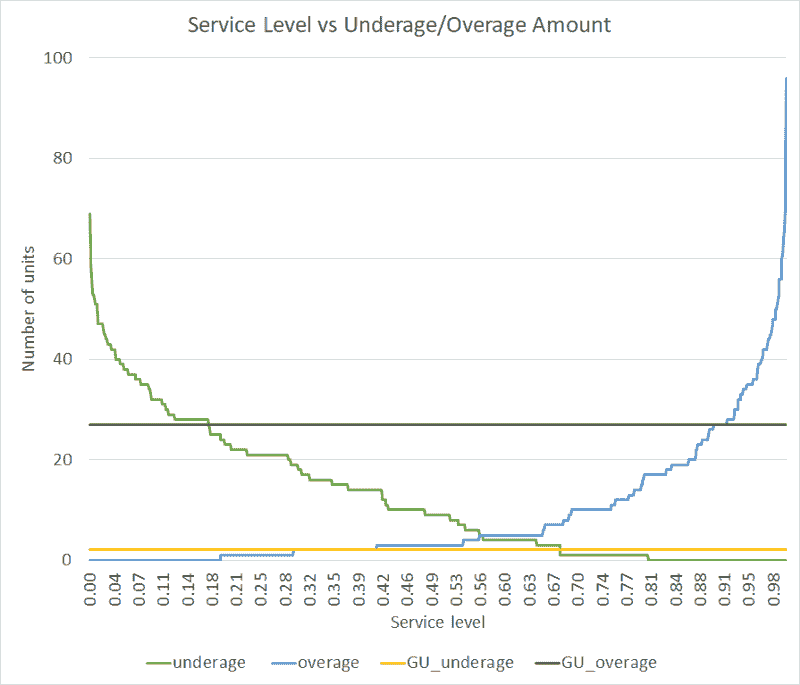 Service Level vs Underage/Overage Amount
100
80
60
40
20
0
Number of units
0.00 0.04 0.07 0.11 0.14 0.18 0.21 0.25 0.29 0.32 0.35 0.39 0.42 0.46 0.49 0.53 0.56 0.60 0.63 0.67 0.70 0.74 0.77 0.81 0.84 0.88 0.91 0.95 0.98
Service level
underage overage GU_underage GU_overage